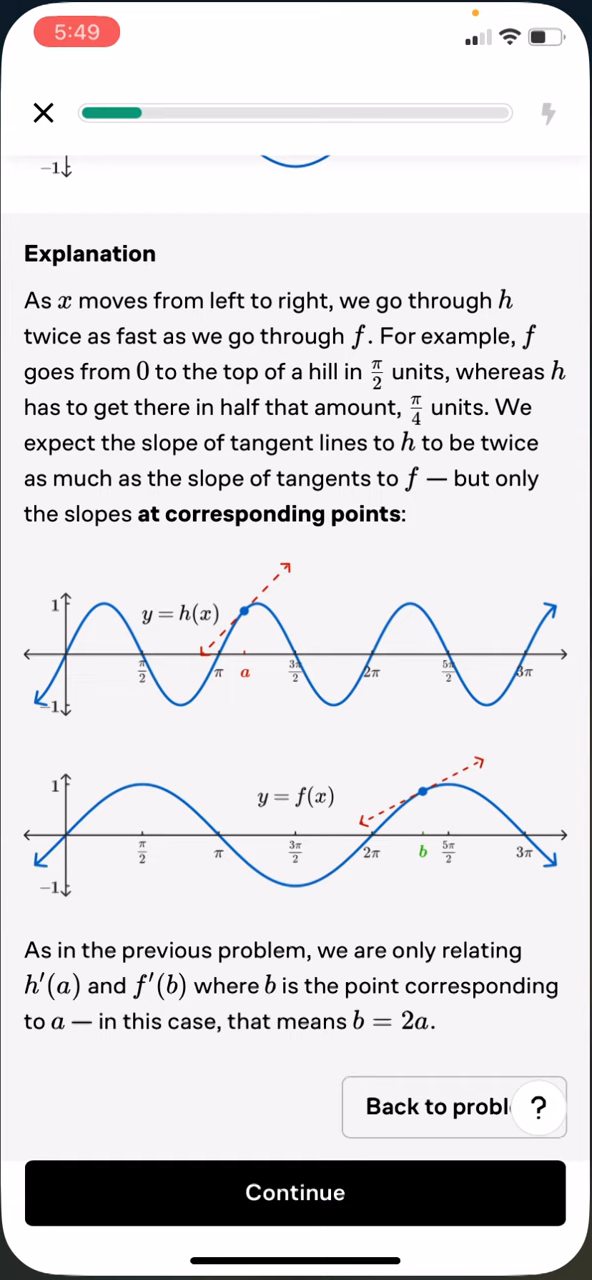 5:49
−1
Explanation
As x moves from left to right, we go through h
twice as fast as we go through f. For example, f
goes from 0 to the top of a hill in π/2 units, whereas h
has to get there in half that amount, π/4 units. We
expect the slope of tangent lines to h to be twice
as much as the slope of tangents to f — but only
the slopes at corresponding points:
1
y = h(x)
π/2 π a 3π/2 2π 5π/2 3π
−1
1
y = f(x)
π/2 π 3π/2 2π b 5π/2 3π
−1
As in the previous problem, we are only relating
h′(a) and f′(b) where b is the point corresponding
to a — in this case, that means b = 2a.
Back to probl ?
Continue